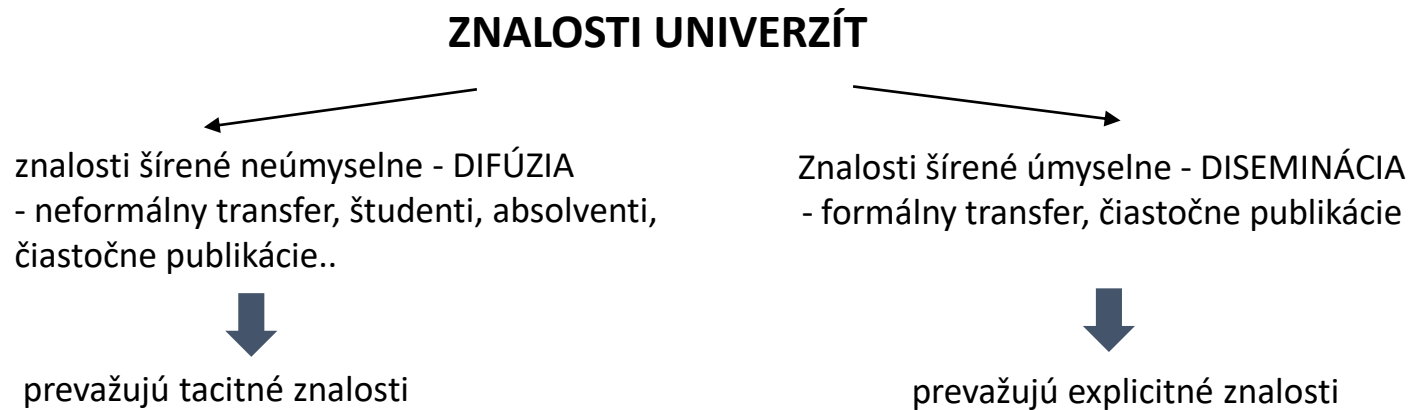 ZNALOSTI UNIVERZÍT
znalosti šírené neúmyselne - DIFÚZIA
- neformálny transfer, študenti, absolventi,
čiastočne publikácie..
prevažujú tacitné znalosti
Znalosti šírené úmyselne - DISEMINÁCIA
- formálny transfer, čiastočne publikácie
prevažujú explicitné znalosti